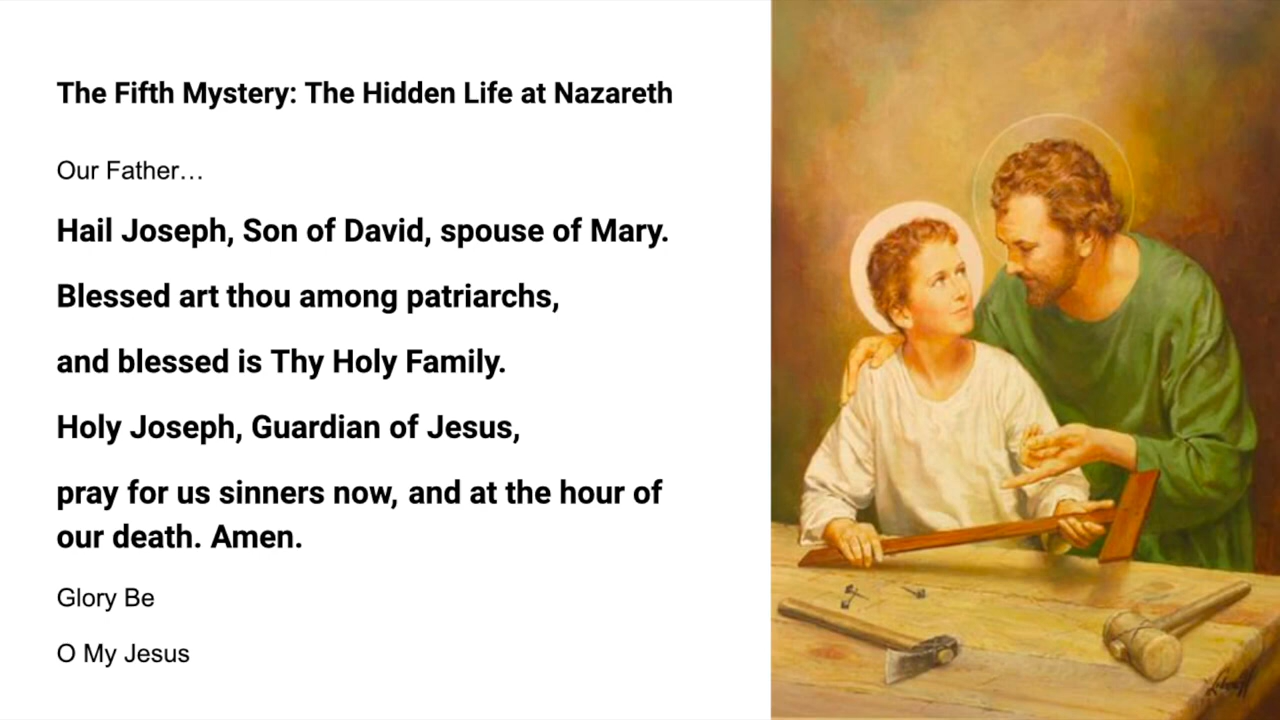 The Fifth Mystery: The Hidden Life at Nazareth
Our Father…
Hail Joseph, Son of David, spouse of Mary.
Blessed art thou among patriarchs,
and blessed is Thy Holy Family.
Holy Joseph, Guardian of Jesus,
pray for us sinners now, and at the hour of
our death. Amen.
Glory Be
O My Jesus